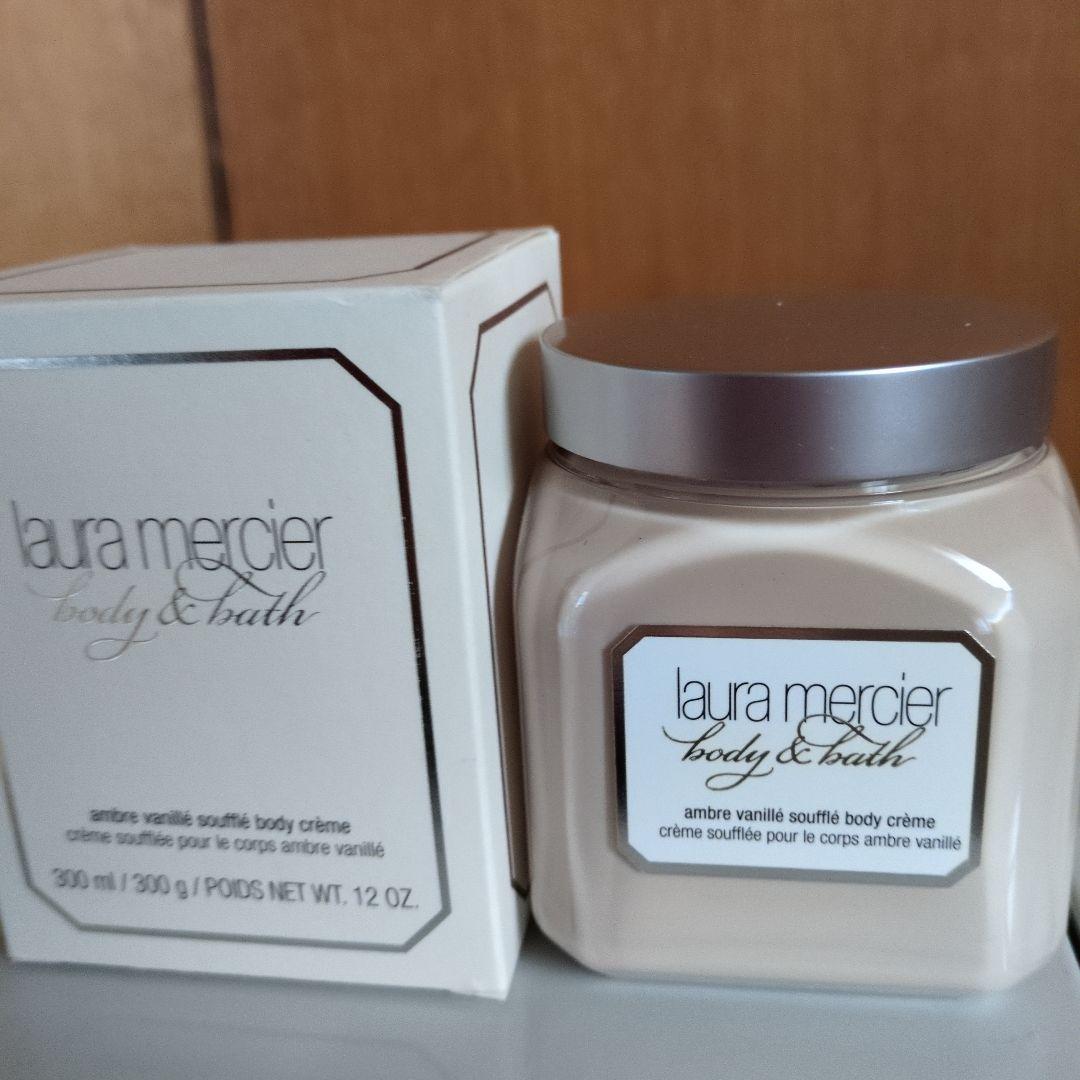 laura mercier
body & bath
ambre vanillé soufflé body crème
crème soufflée pour le corps ambre vanillé
300 ml / 300 g / POIDS NET WT. 12 OZ.
laura mercier
body & bath
ambre vanillé soufflé body crème
crème soufflée pour le corps ambre vanillé